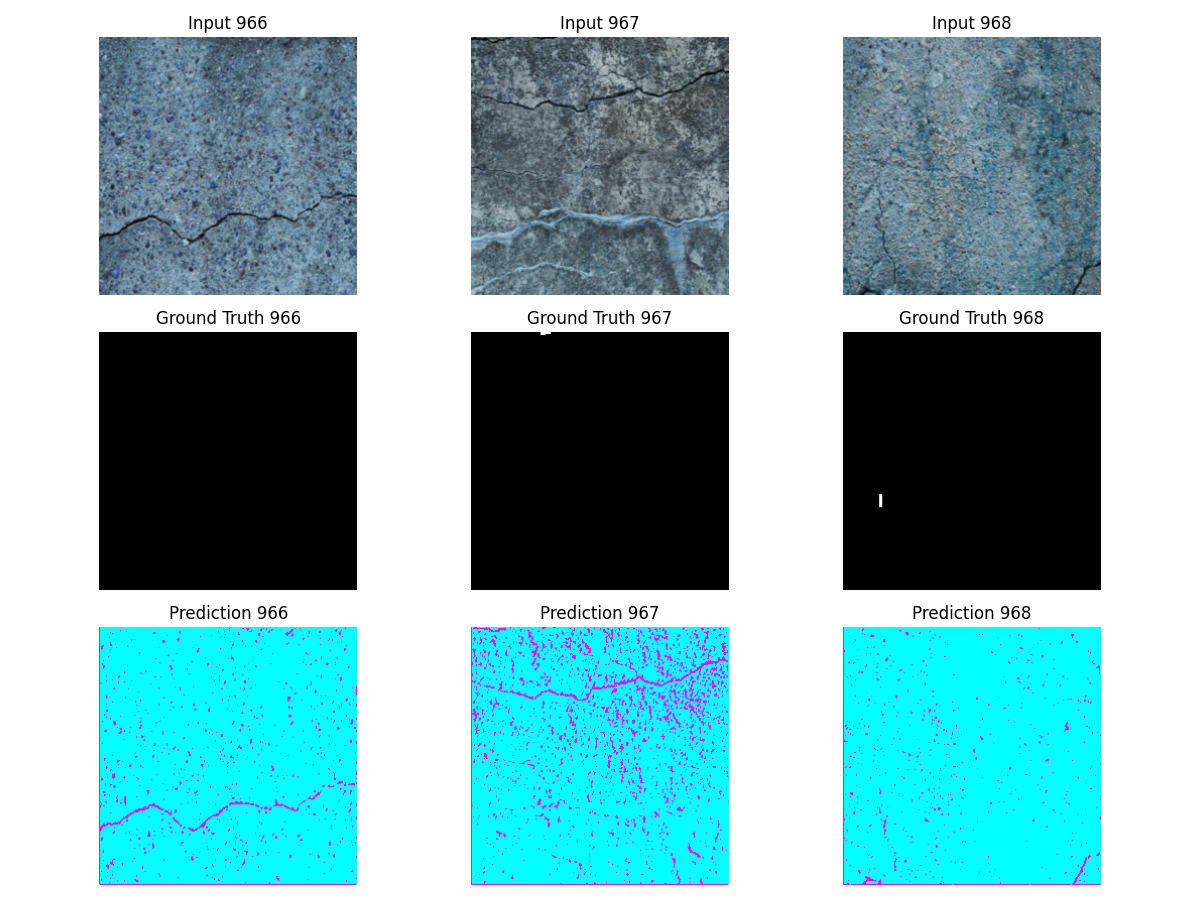 Input 966
Input 967
Input 968
Ground Truth 966
Ground Truth 967
Ground Truth 968
Prediction 966
Prediction 967
Prediction 968